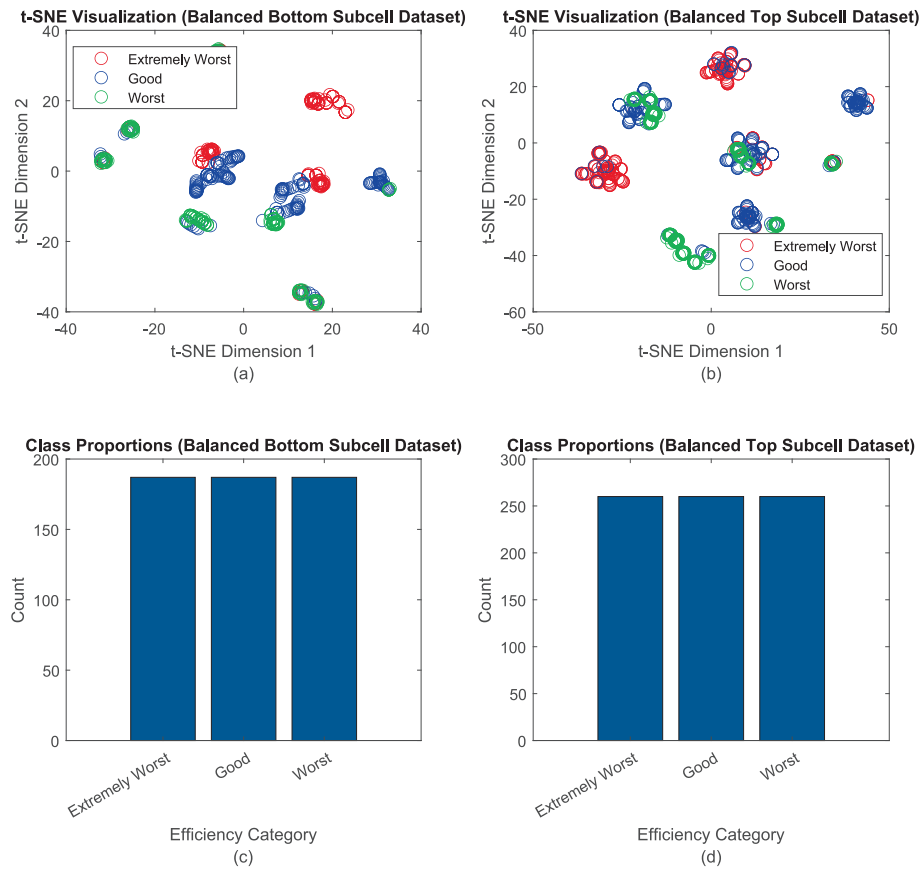 t-SNE Visualization (Balanced Bottom Subcell Dataset)
40
20
0
-20
-40
-40
-20
0
20
40
t-SNE Dimension 2
t-SNE Dimension 1
Extremely Worst
Good
Worst
(a)
t-SNE Visualization (Balanced Top Subcell Dataset)
40
20
0
-20
-40
-60
-50
0
50
t-SNE Dimension 2
t-SNE Dimension 1
Extremely Worst
Good
Worst
(b)
Class Proportions (Balanced Bottom Subcell Dataset)
200
150
100
50
0
Count
Extremely Worst
Good
Worst
Efficiency Category
(c)
Class Proportions (Balanced Top Subcell Dataset)
300
250
200
150
100
50
0
Count
Extremely Worst
Good
Worst
Efficiency Category
(d)